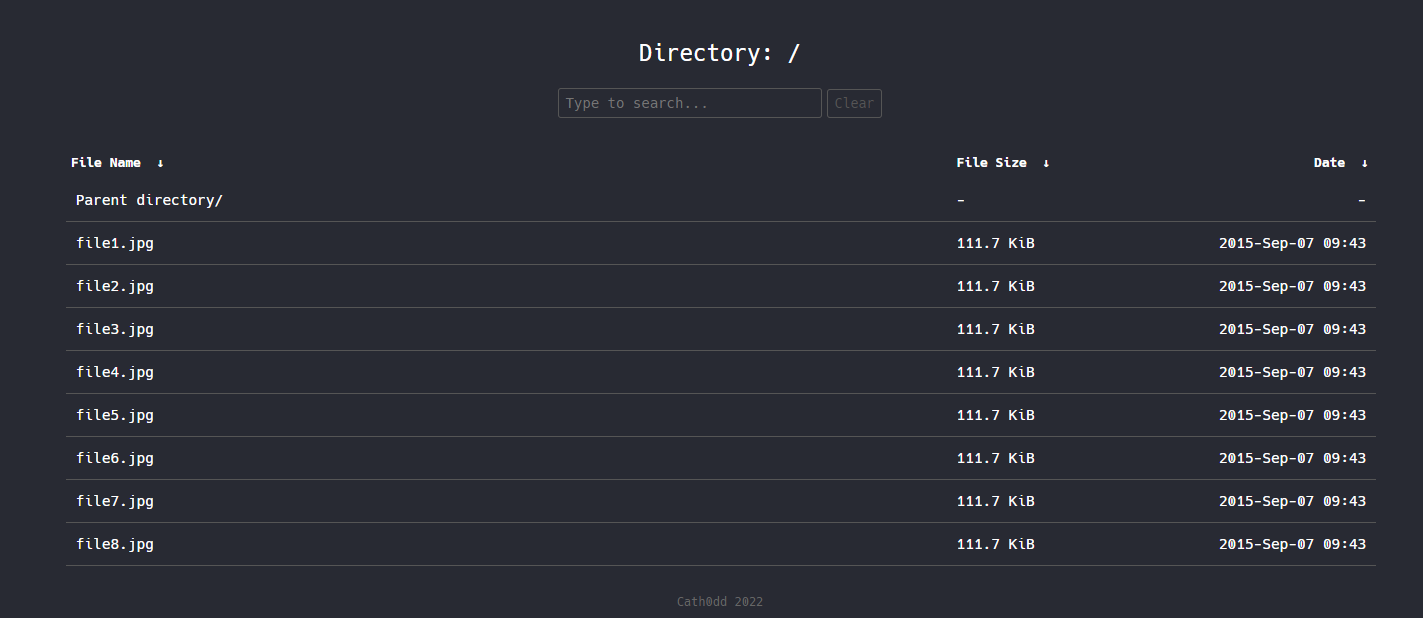 Directory: /
Type to search... Clear
File Name ↓ File Size ↓ Date ↓
Parent directory/ - -
file1.jpg 111.7 KiB 2015-Sep-07 09:43
file2.jpg 111.7 KiB 2015-Sep-07 09:43
file3.jpg 111.7 KiB 2015-Sep-07 09:43
file4.jpg 111.7 KiB 2015-Sep-07 09:43
file5.jpg 111.7 KiB 2015-Sep-07 09:43
file6.jpg 111.7 KiB 2015-Sep-07 09:43
file7.jpg 111.7 KiB 2015-Sep-07 09:43
file8.jpg 111.7 KiB 2015-Sep-07 09:43
Cath0dd 2022